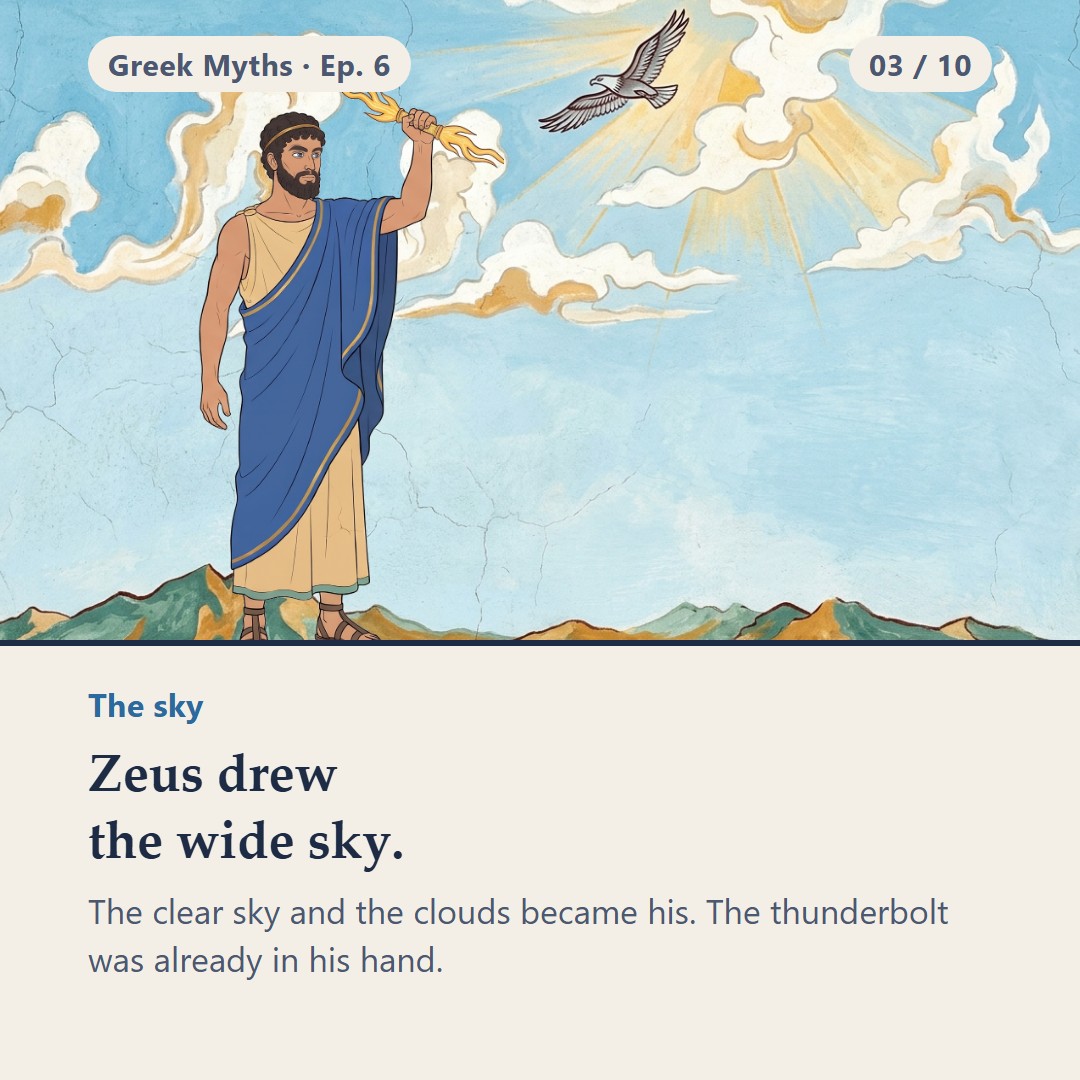 Greek Myths · Ep. 6
03 / 10
The sky
Zeus drew
the wide sky.
The clear sky and the clouds became his. The thunderbolt
was already in his hand.